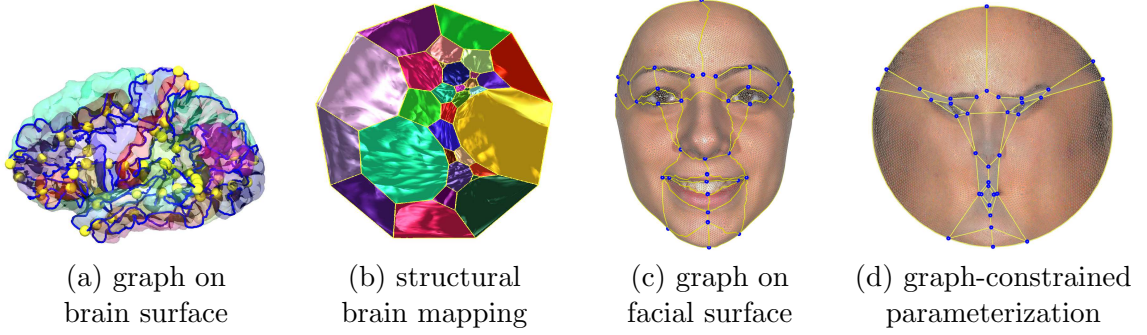 (a) graph on
brain surface
(b) structural
brain mapping
(c) graph on
facial surface
(d) graph-constrained
parameterization